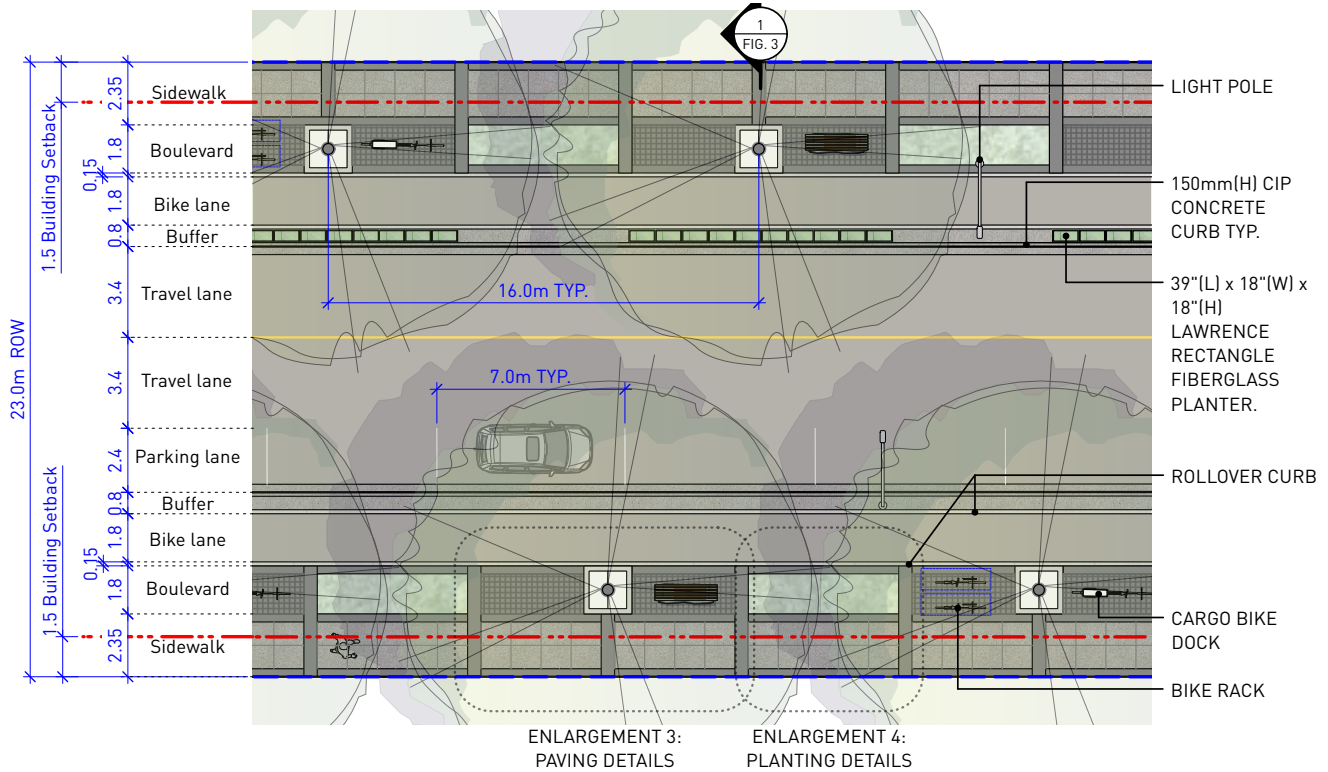 1
FIG. 3
23.0m ROW
1.5 Building Setback
2.35
Sidewalk
1.8
Boulevard
0.15
1.8
Bike lane
0.8
Buffer
3.4
Travel lane
3.4
Travel lane
2.4
Parking lane
0.8
Buffer
1.8
Bike lane
0.15
1.8
Boulevard
2.35
Sidewalk
1.5 Building Setback
16.0m TYP.
7.0m TYP.
LIGHT POLE
150mm(H) CIP
CONCRETE
CURB TYP.
39"(L) x 18"(W) x
18"(H)
LAWRENCE
RECTANGLE
FIBERGLASS
PLANTER.
ROLLOVER CURB
CARGO BIKE
DOCK
BIKE RACK
ENLARGEMENT 3:
PAVING DETAILS
ENLARGEMENT 4:
PLANTING DETAILS